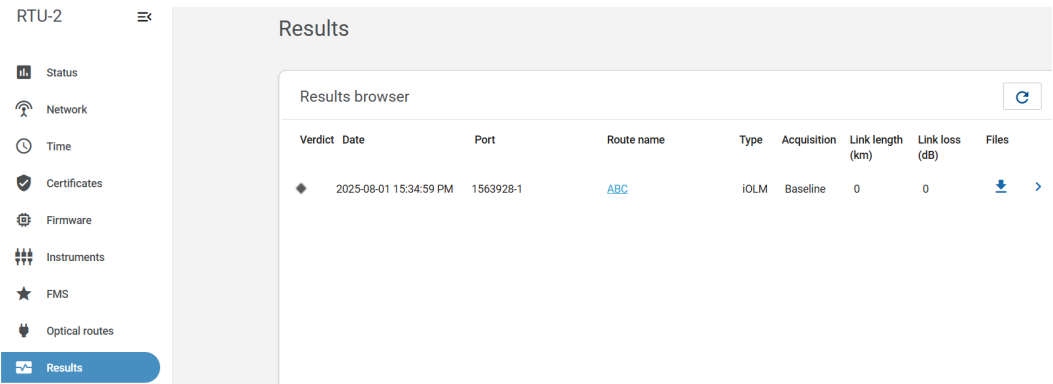 RTU-2
Results
Status
Network
Time
Certificates
Firmware
Instruments
FMS
Optical routes
Results
Results browser
Verdict Date Port Route name Type Acquisition Link length (km) Link loss (dB) Files
2025-08-01 15:34:59 PM 1563928-1 ABC iOLM Baseline 0 0